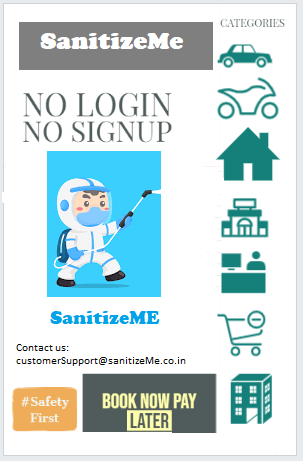 CATEGORIES
SanitizeMe
NO LOGIN
NO SIGNUP
SanitizeME
Contact us:
customerSupport@sanitizeMe.co.in
#Safety
First
BOOK NOW PAY
LATER